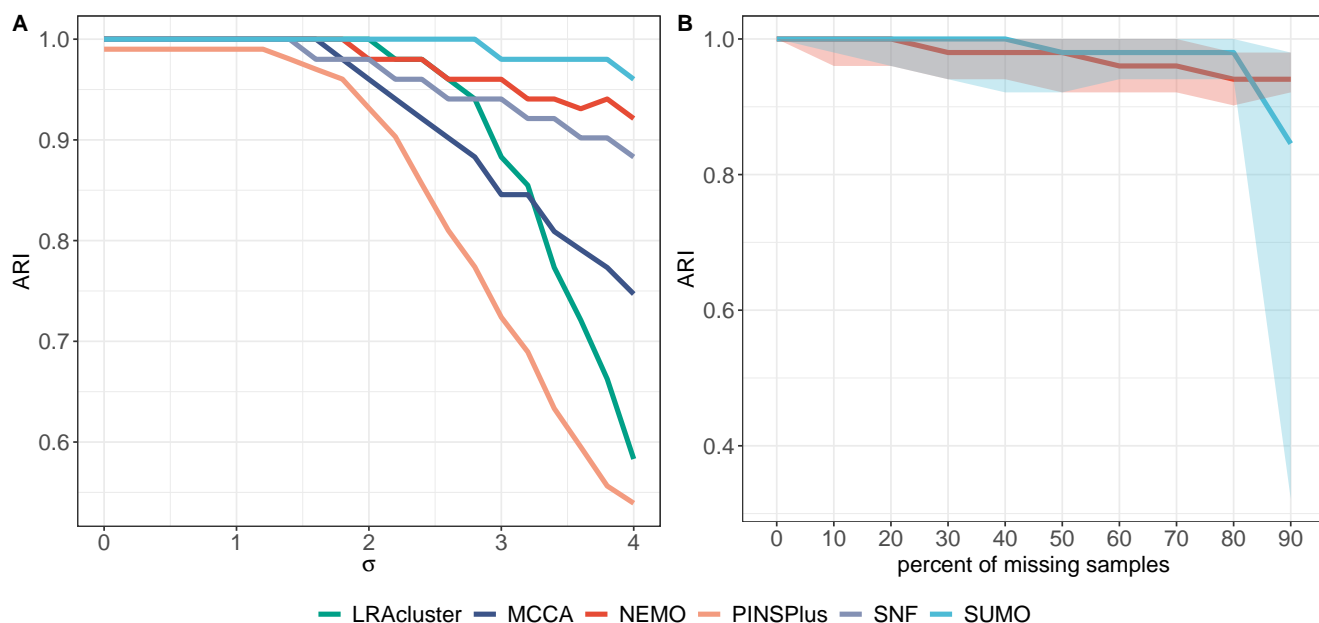 A
B
1.0
0.9
0.8
0.7
0.6
ARI
0 1 2 3 4
σ
1.0
0.8
0.6
0.4
ARI
0 10 20 30 40 50 60 70 80 90
percent of missing samples
LRAcluster MCCA NEMO PINSPlus SNF SUMO